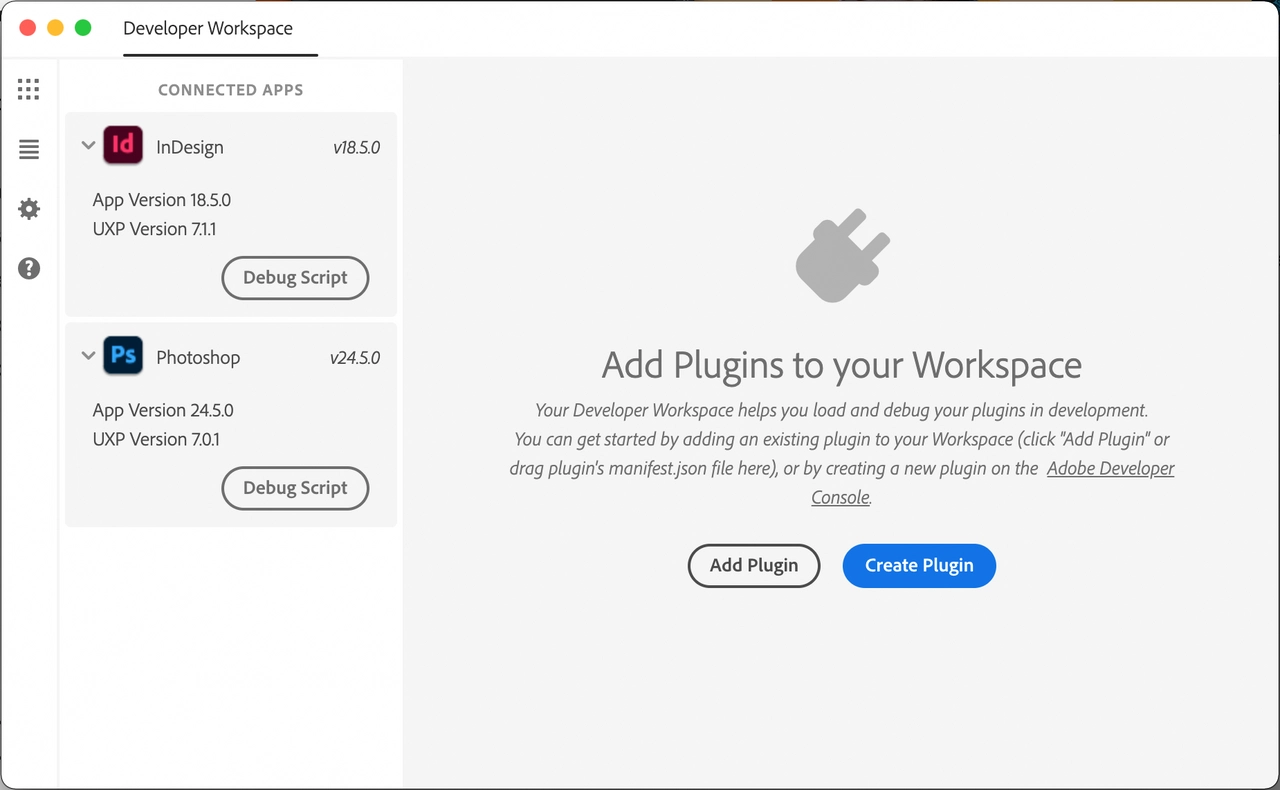 Developer Workspace
CONNECTED APPS
Id InDesign v18.5.0
App Version 18.5.0
UXP Version 7.1.1
Debug Script
Ps Photoshop v24.5.0
App Version 24.5.0
UXP Version 7.0.1
Debug Script
Add Plugins to your Workspace
Your Developer Workspace helps you load and debug your plugins in development.
You can get started by adding an existing plugin to your Workspace (click "Add Plugin" or
drag plugin's manifest.json file here), or by creating a new plugin on the Adobe Developer
Console.
Add Plugin Create Plugin